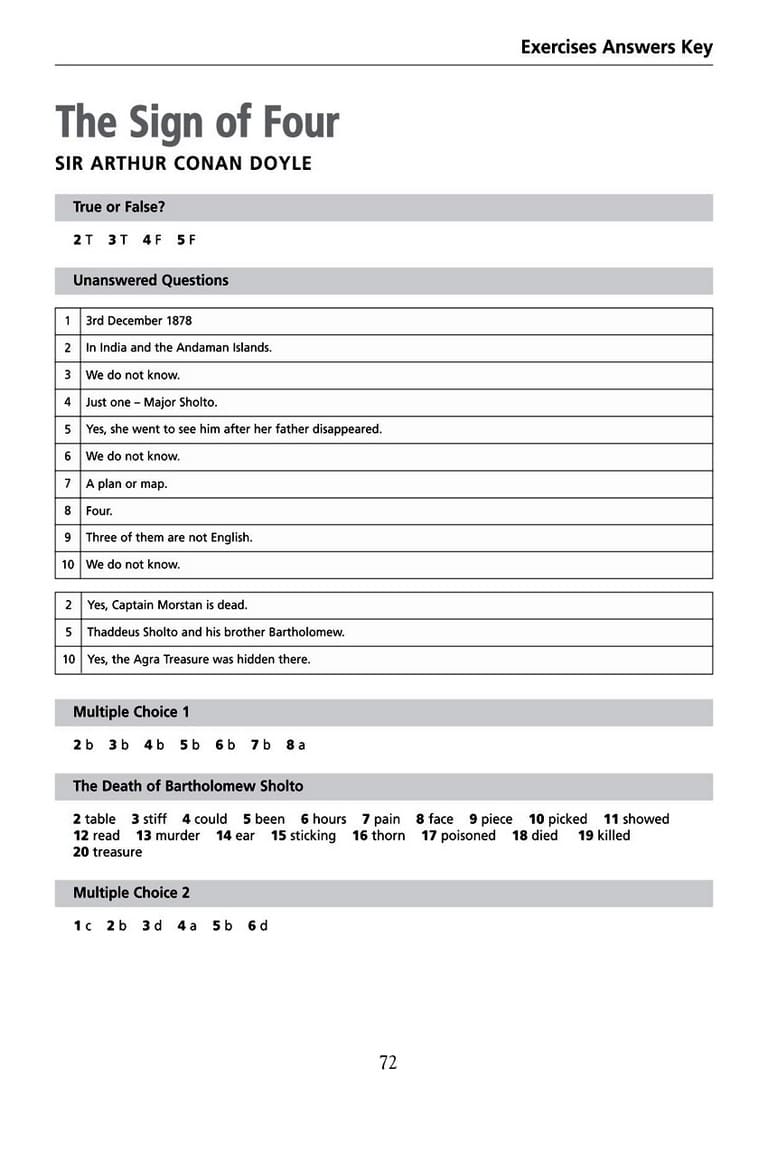 Exercises Answers Key
The Sign of Four
SIR ARTHUR CONAN DOYLE
True or False?
2 T 3 T 4 F 5 F
Unanswered Questions
1 3rd December 1878
2 In India and the Andaman Islands.
3 We do not know.
4 Just one – Major Sholto.
5 Yes, she went to see him after her father disappeared.
6 We do not know.
7 A plan or map.
8 Four.
9 Three of them are not English.
10 We do not know.
2 Yes, Captain Morstan is dead.
5 Thaddeus Sholto and his brother Bartholomew.
10 Yes, the Agra Treasure was hidden there.
Multiple Choice 1
2 b 3 b 4 b 5 b 6 b 7 b 8 a
The Death of Bartholomew Sholto
2 table 3 stiff 4 could 5 been 6 hours 7 pain 8 face 9 piece 10 picked 11 showed
12 read 13 murder 14 ear 15 sticking 16 thorn 17 poisoned 18 died 19 killed
20 treasure
Multiple Choice 2
1 c 2 b 3 d 4 a 5 b 6 d
72